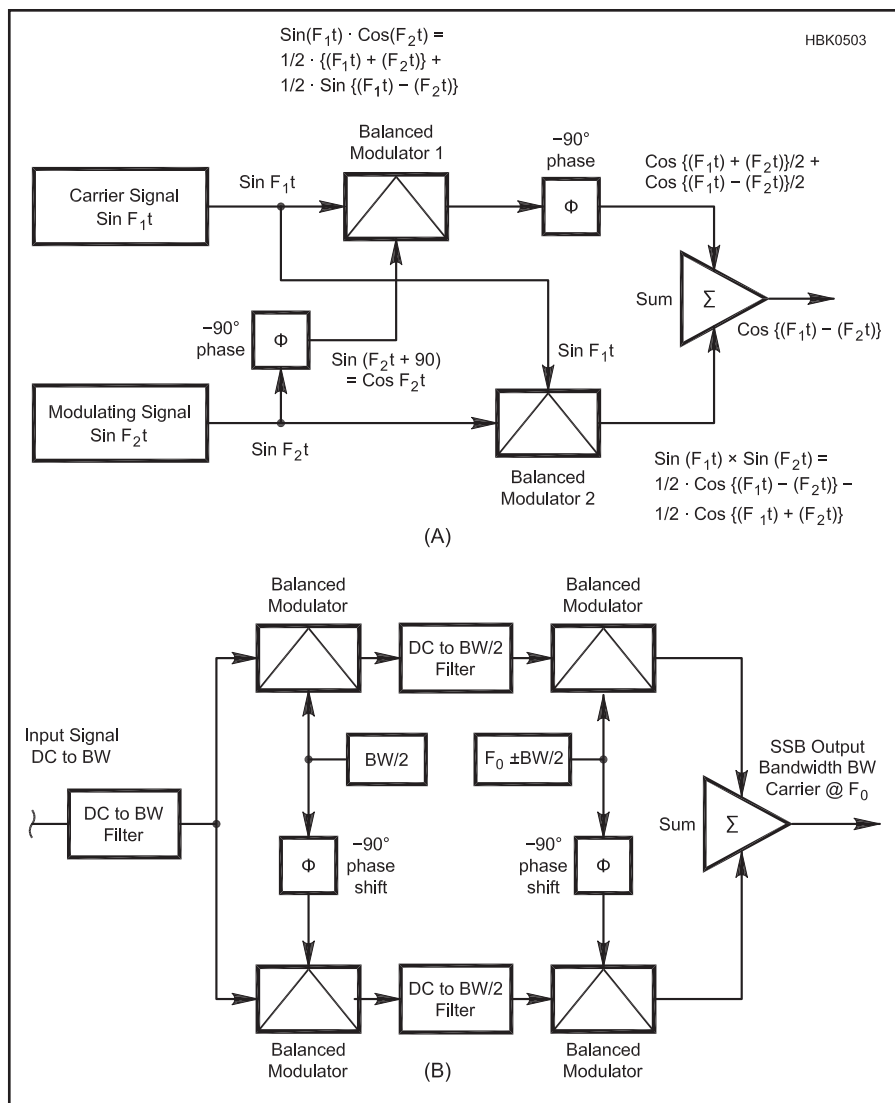 Sin(F₁t) · Cos(F₂t) =
1/2 · {(F₁t) + (F₂t)} +
1/2 · Sin {(F₁t) − (F₂t)}
HBK0503
Balanced
Modulator 1
−90°
phase
Cos {(F₁t) + (F₂t)}/2 +
Cos {(F₁t) − (F₂t)}/2
Carrier Signal
Sin F₁t
Sin F₁t
Φ
Sum
Σ
Cos {(F₁t) − (F₂t)}
−90°
phase
Φ
Sin (F₂t + 90)
= Cos F₂t
Sin F₁t
Modulating Signal
Sin F₂t
Sin F₂t
Balanced
Modulator 2
Sin (F₁t) × Sin (F₂t) =
1/2 · Cos {(F₁t) − (F₂t)} −
1/2 · Cos {(F ₁t) + (F₂t)}
(A)
Balanced
Modulator
Balanced
Modulator
DC to BW/2
Filter
Input Signal
DC to BW
BW/2
F₀ ±BW/2
SSB Output
Bandwidth BW
Carrier @ F₀
DC to BW
Filter
Sum
Σ
Φ
−90°
phase
shift
−90°
phase
shift
Φ
DC to BW/2
Filter
Balanced
Modulator
Balanced
Modulator
(B)